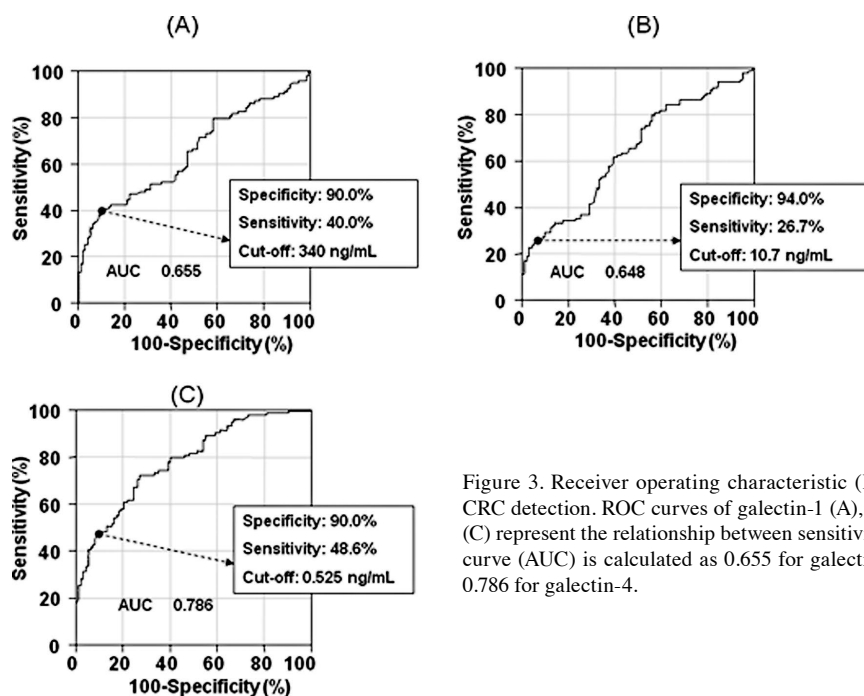 (A)
100
80
60
40
20
0
Sensitivity (%)
Specificity: 90.0%
Sensitivity: 40.0%
Cut-off: 340 ng/mL
AUC 0.655
0 20 40 60 80 100
100-Specificity (%)
(B)
100
80
60
40
20
0
Sensitivity (%)
Specificity: 94.0%
Sensitivity: 26.7%
Cut-off: 10.7 ng/mL
AUC 0.648
0 20 40 60 80 100
100-Specificity (%)
(C)
100
80
60
40
20
0
Sensitivity (%)
Specificity: 90.0%
Sensitivity: 48.6%
Cut-off: 0.525 ng/mL
AUC 0.786
0 20 40 60 80 100
100-Specificity (%)
Figure 3. Receiver operating characteristic (
CRC detection. ROC curves of galectin-1 (A),
(C) represent the relationship between
curve (AUC) is calculated as 0.655 for
0.786 for galectin-4.